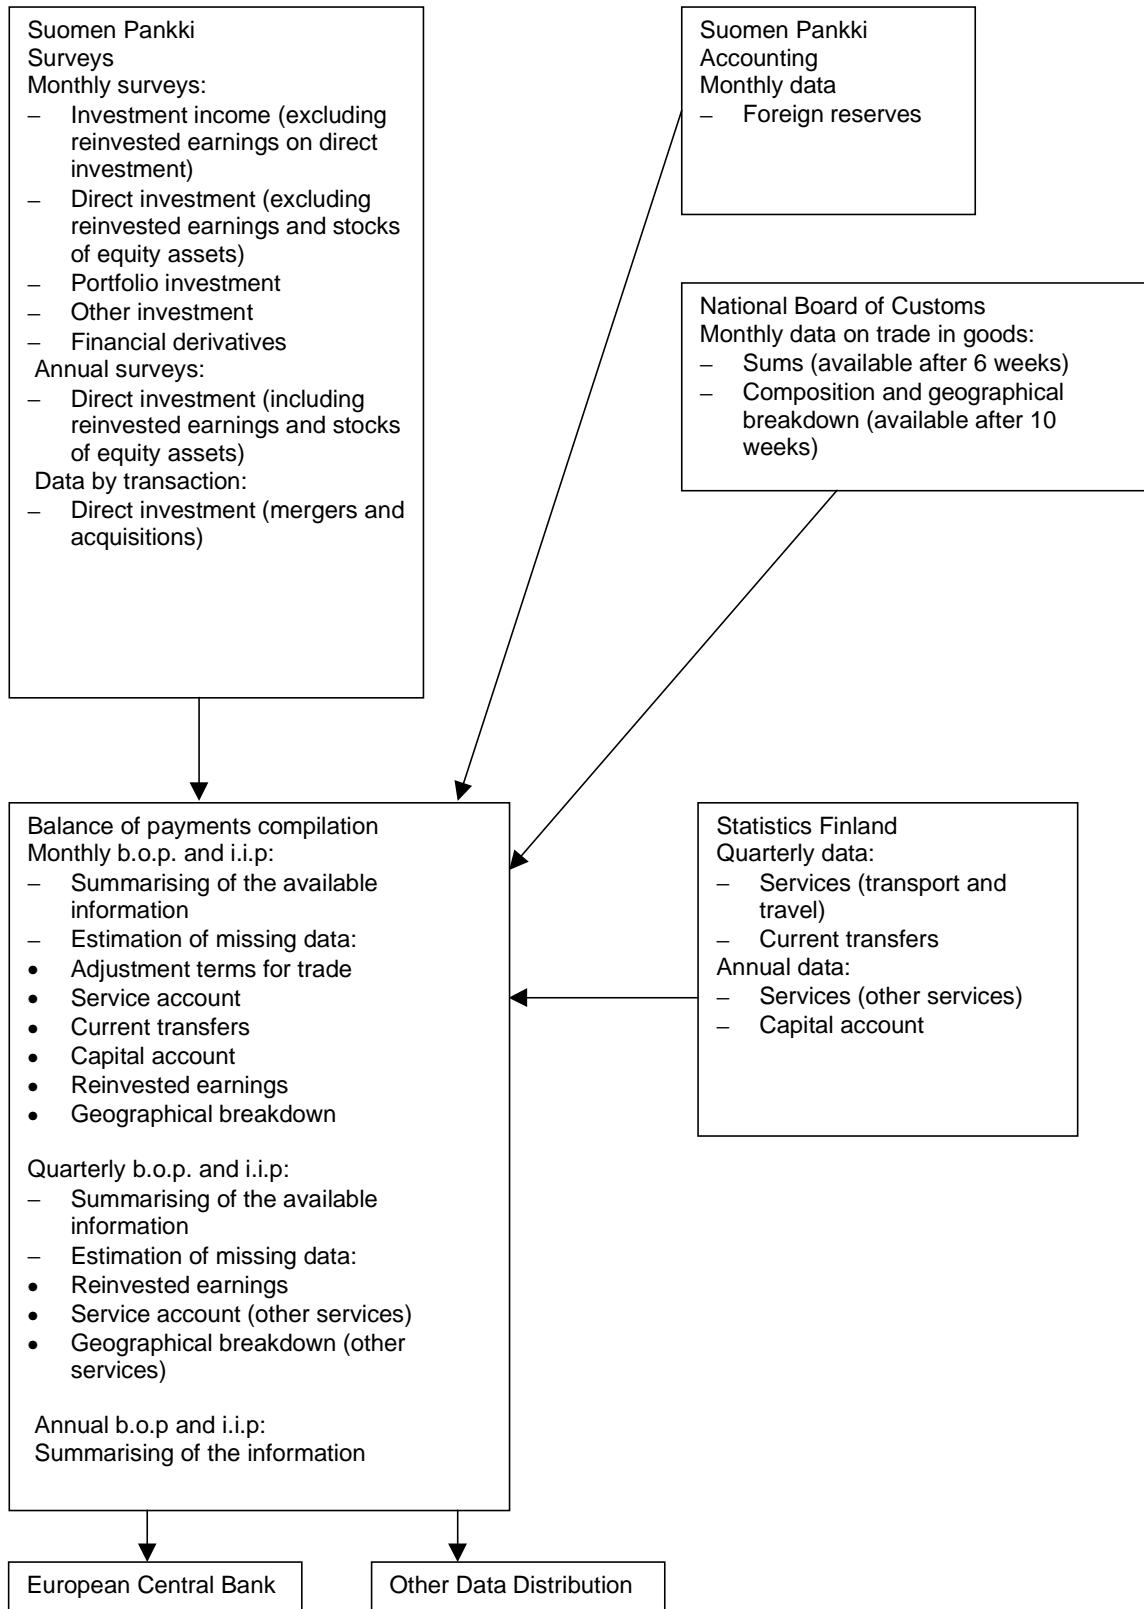 Suomen Pankki
Surveys
Monthly surveys:
– Investment income (excluding
reinvested earnings on direct
investment)
– Direct investment (excluding
reinvested earnings and stocks
of equity assets)
– Portfolio investment
– Other investment
– Financial derivatives
Annual surveys:
– Direct investment (including
reinvested earnings and stocks
of equity assets)
Data by transaction:
– Direct investment (mergers and
acquisitions)
Suomen Pankki
Accounting
Monthly data
– Foreign reserves
National Board of Customs
Monthly data on trade in goods:
– Sums (available after 6 weeks)
– Composition and geographical
breakdown (available after 10
weeks)
Balance of payments compilation
Monthly b.o.p. and i.i.p:
– Summarising of the available
information
– Estimation of missing data:
• Adjustment terms for trade
• Service account
• Current transfers
• Capital account
• Reinvested earnings
• Geographical breakdown
Quarterly b.o.p. and i.i.p:
– Summarising of the available
information
– Estimation of missing data:
• Reinvested earnings
• Service account (other services)
• Geographical breakdown (other
services)
Annual b.o.p and i.i.p:
Summarising of the information
Statistics Finland
Quarterly data:
– Services (transport and
travel)
– Current transfers
Annual data:
– Services (other services)
– Capital account
European Central Bank
Other Data Distribution